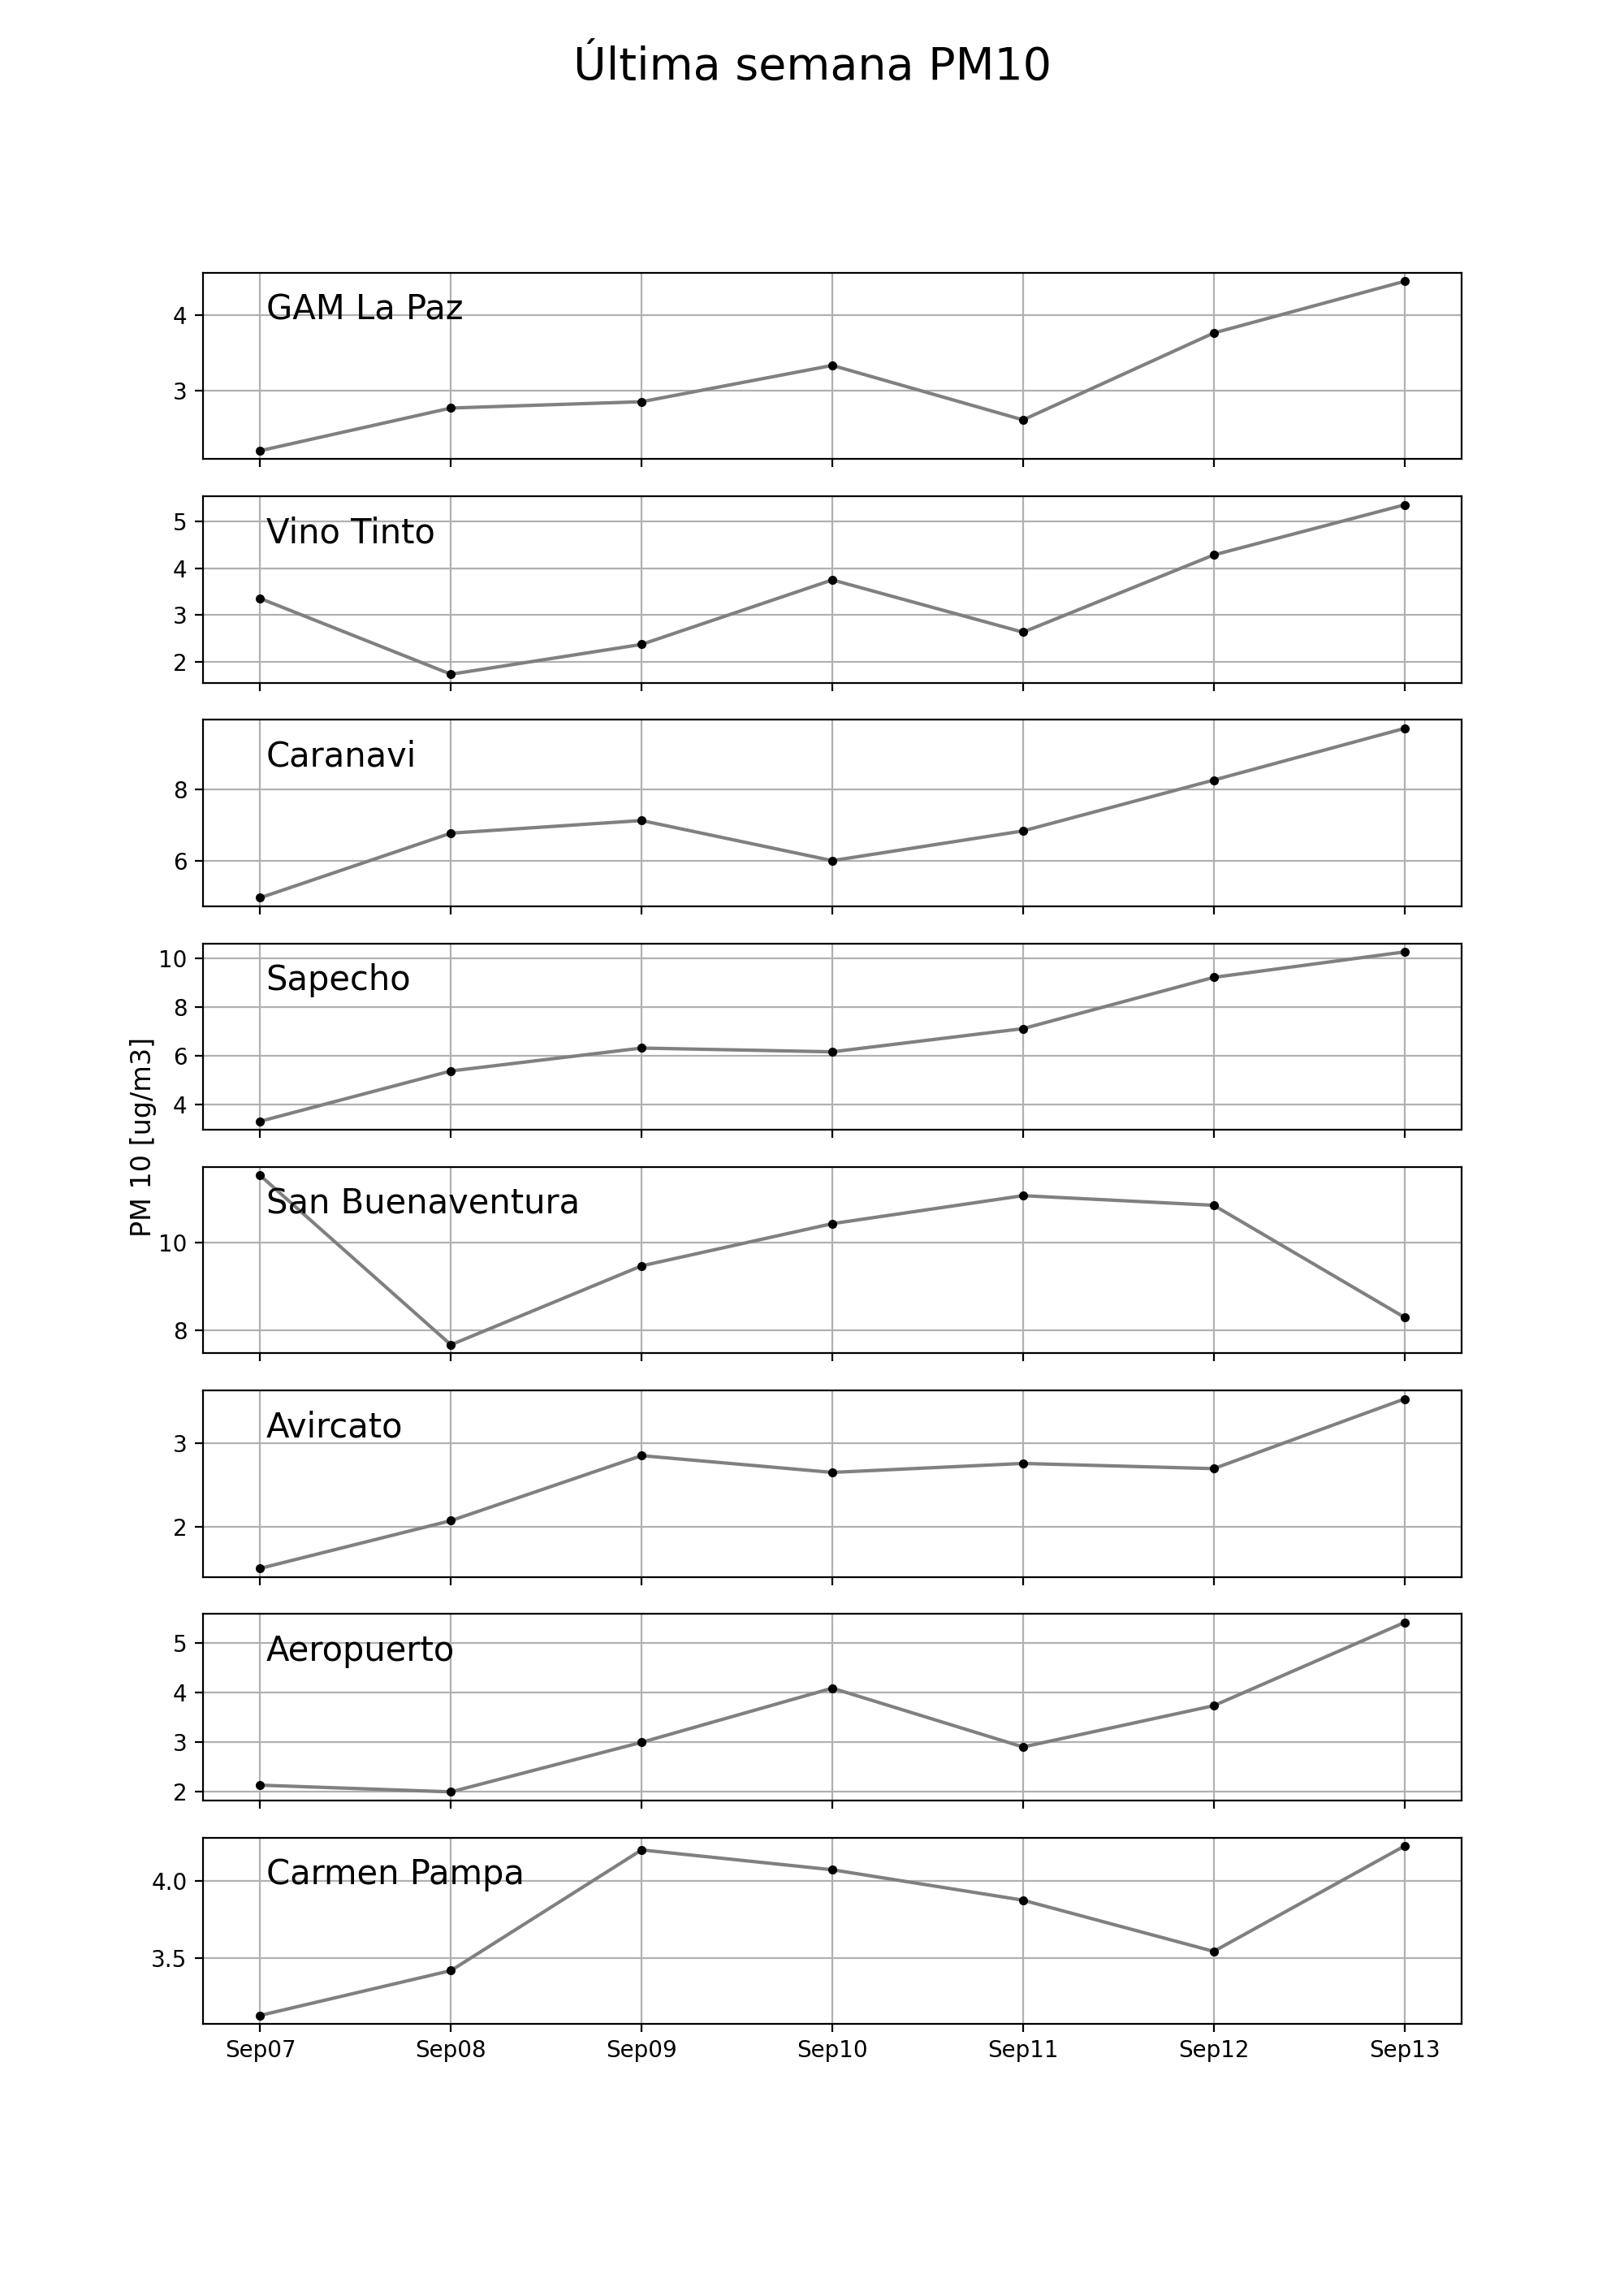 Última semana PM10
GAM La Paz
4
3
Vino Tinto
5
4
3
2
Caranavi
8
6
Sapecho
10
8
6
4
PM 10 [ug/m3]
San Buenaventura
10
8
Avircato
3
2
Aeropuerto
5
4
3
2
Carmen Pampa
4.0
3.5
Sep07 Sep08 Sep09 Sep10 Sep11 Sep12 Sep13